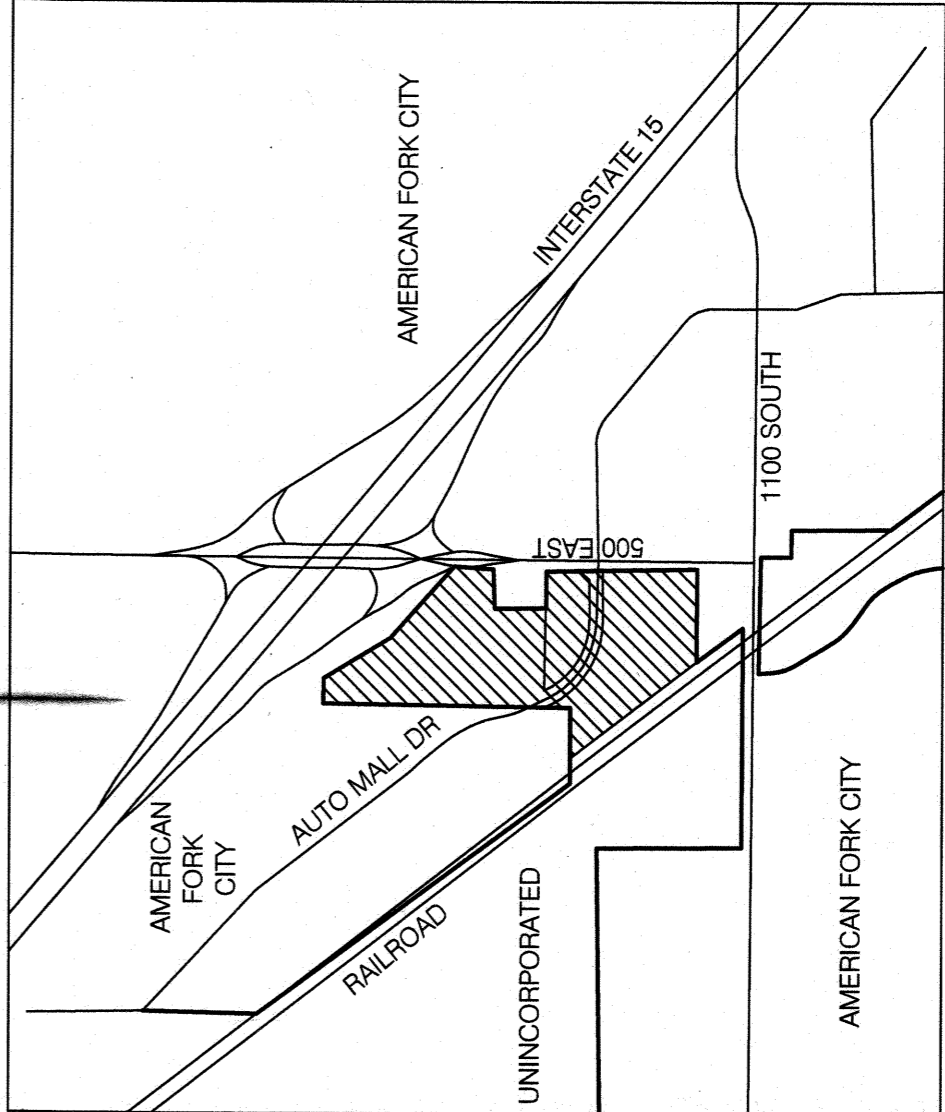 AMERICAN FORK CITY
INTERSTATE 15
AMERICAN
FORK
CITY
AUTO MALL DR
500 EAST
1100 SOUTH
RAILROAD
UNINCORPORATED
AMERICAN FORK CITY